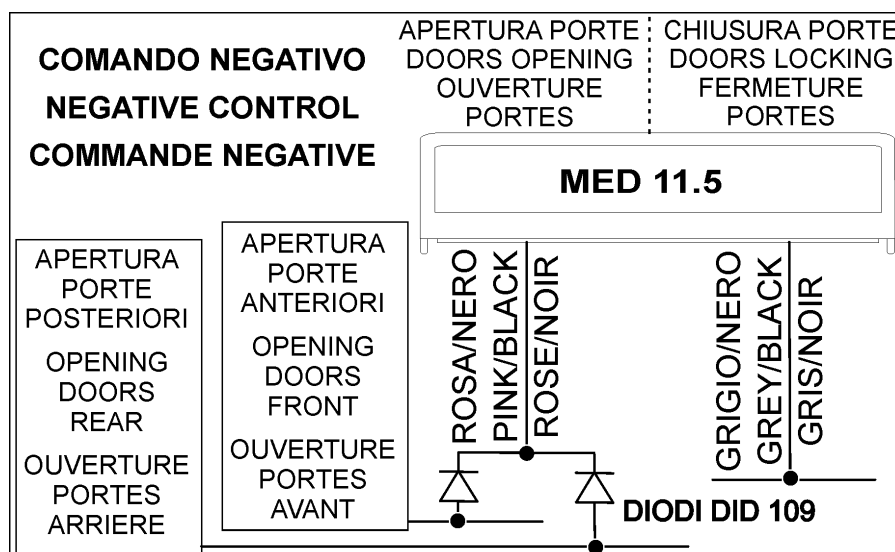 COMANDO NEGATIVO
NEGATIVE CONTROL
COMMANDE NEGATIVE
APERTURA PORTE
DOORS OPENING
OUVERTURE
PORTES
CHIUSURA PORTE
DOORS LOCKING
FERMETURE
PORTES
MED 11.5
APERTURA
PORTE
POSTERIORI
OPENING
DOORS
REAR
OUVERTURE
PORTES
ARRIERE
APERTURA
PORTE
ANTERIORI
OPENING
DOORS
FRONT
OUVERTURE
PORTES
AVANT
ROSA/NERO
PINK/BLACK
ROSE/NOIR
GRIGIO/NERO
GREY/BLACK
GRIS/NOIR
DIODI DID 109